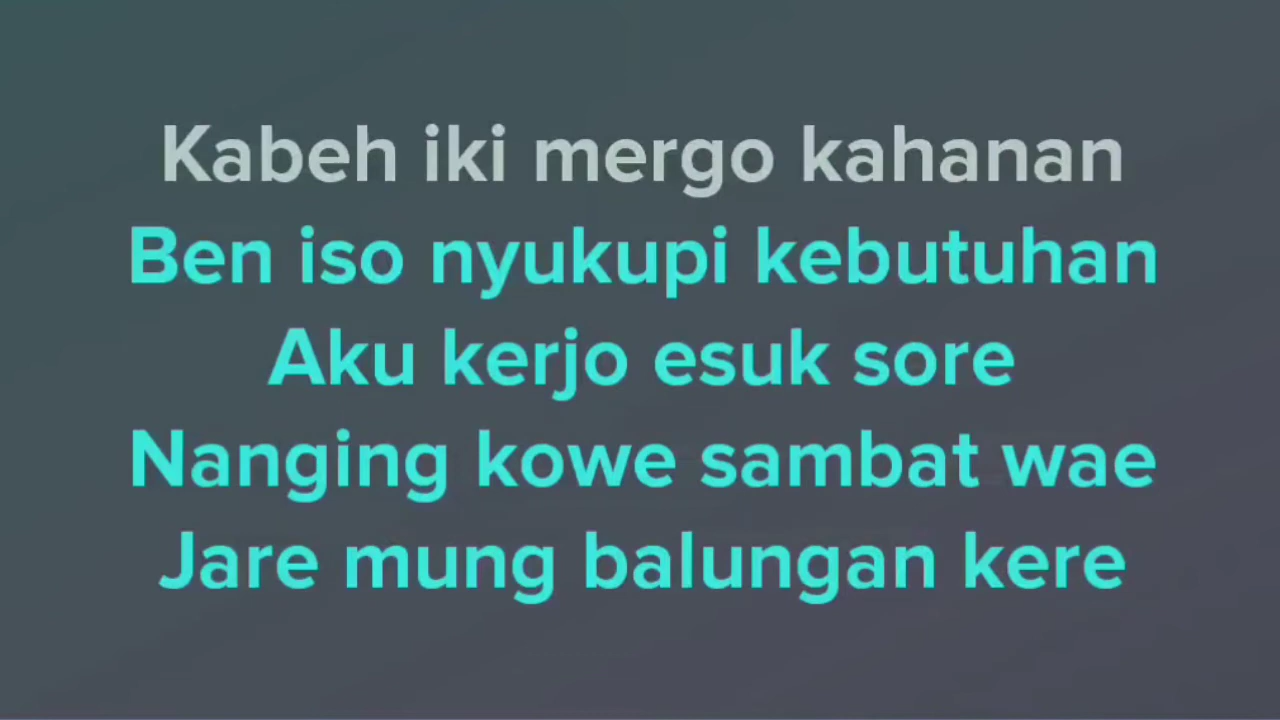 Kabeh iki mergo kahanan
Ben iso nyukupi kebutuhan
Aku kerjo esuk sore
Nanging kowe sambat wae
Jare mung balungan kere